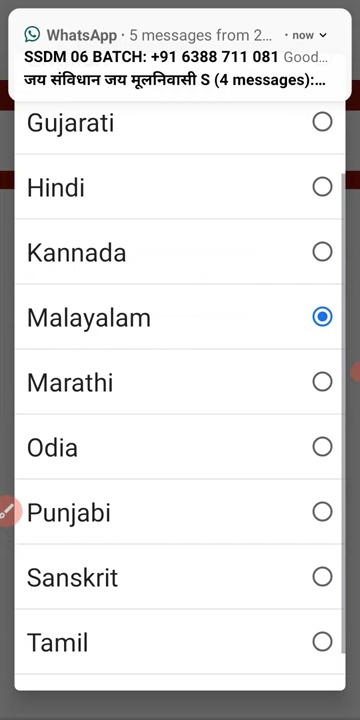 WhatsApp · 5 messages from 2... · now
SSDM 06 BATCH: +91 6388 711 081 Good...
जय संविधान जय मूलनिवासी S (4 messages):...
Gujarati
Hindi
Kannada
Malayalam
Marathi
Odia
Punjabi
Sanskrit
Tamil